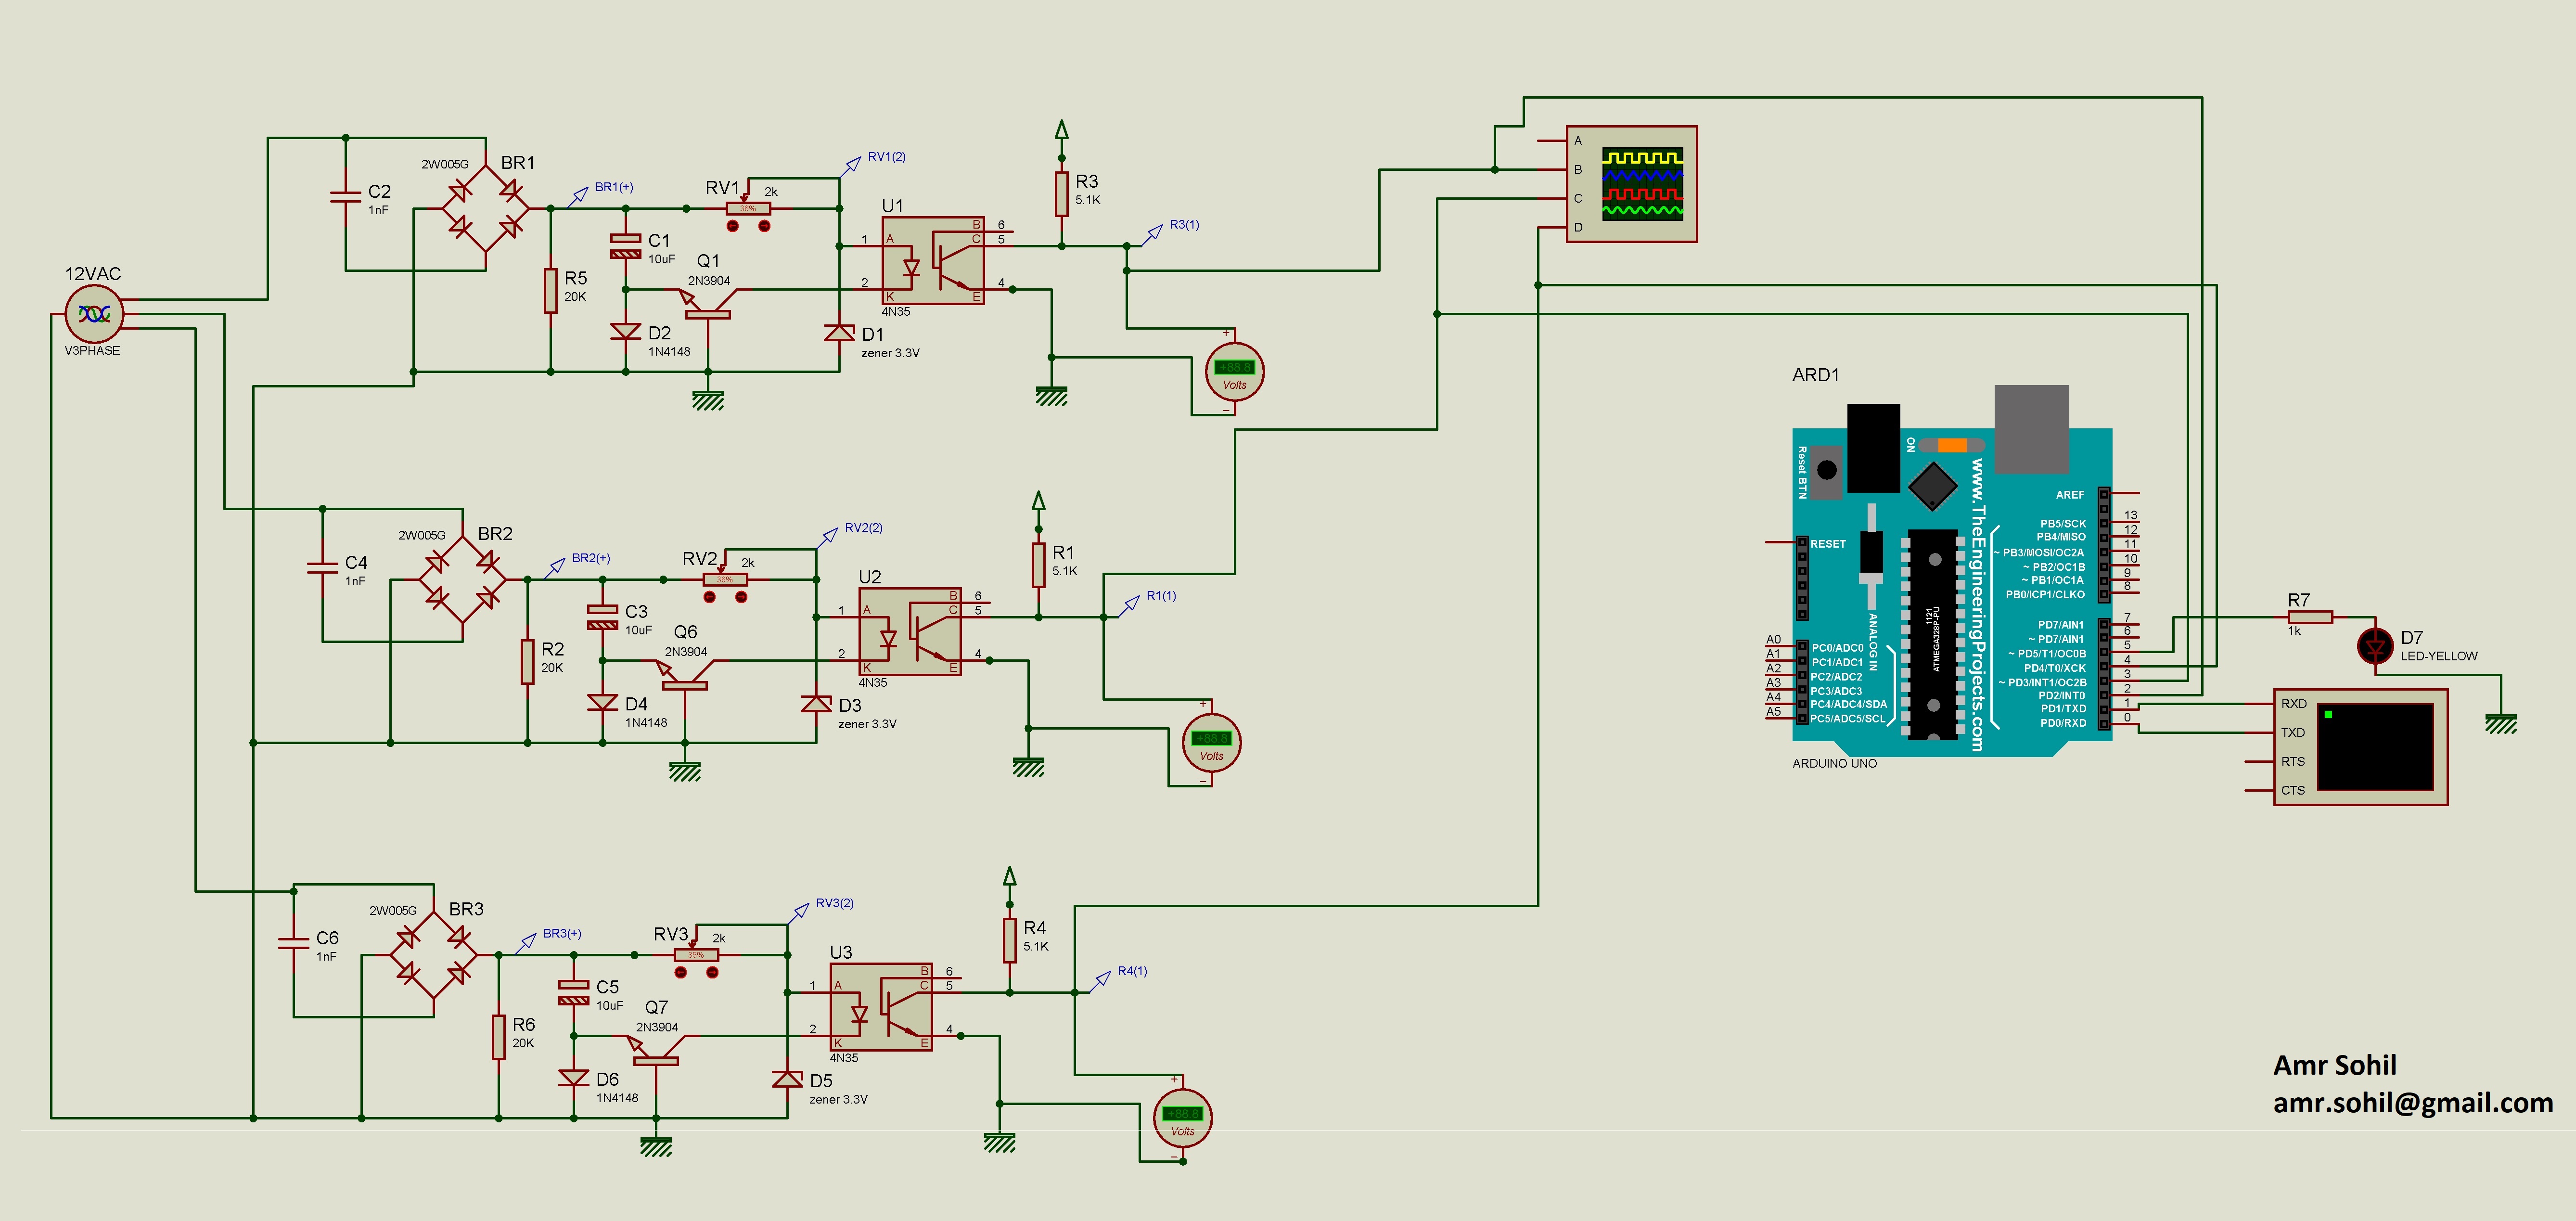 12VAC
V3PHASE
C2
1nF
2W005G
BR1
BR1(+)
R5
20K
C1
10uF
D2
1N4148
Q1
2N3904
RV1
2k
36%
RV1(2)
D1
zener 3.3V
U1
1
A
2
K
B
6
C
5
4
E
4N35
R3
5.1K
R3(1)
+88.8
Volts
+
−
C4
1nF
2W005G
BR2
BR2(+)
R2
20K
C3
10uF
D4
1N4148
Q6
2N3904
RV2
2k
36%
RV2(2)
D3
zener 3.3V
U2
1
A
2
K
B
6
C
5
4
E
4N35
R1
5.1K
R1(1)
+88.8
Volts
+
−
C6
1nF
2W005G
BR3
BR3(+)
R6
20K
C5
10uF
D6
1N4148
Q7
2N3904
RV3
2k
35%
RV3(2)
D5
zener 3.3V
U3
1
A
2
K
B
6
C
5
4
E
4N35
R4
5.1K
R4(1)
+88.8
Volts
+
−
A
B
C
D
ARD1
Reset BTN
ON
www.TheEngineeringProjects.com
ANALOG IN
ATMEGA328P-PU
1121
RESET
A0 PC0/ADC0
A1 PC1/ADC1
A2 PC2/ADC2
A3 PC3/ADC3
A4 PC4/ADC4/SDA
A5 PC5/ADC5/SCL
AREF
PB5/SCK 13
PB4/MISO 12
~ PB3/MOSI/OC2A 11
~ PB2/OC1B 10
~ PB1/OC1A 9
PB0/ICP1/CLKO 8
PD7/AIN1 7
~ PD7/AIN1 6
~ PD5/T1/OC0B 5
PD4/T0/XCK 4
~ PD3/INT1/OC2B 3
PD2/INT0 2
PD1/TXD 1
PD0/RXD 0
ARDUINO UNO
R7
1k
D7
LED-YELLOW
RXD
TXD
RTS
CTS
Amr Sohil
amr.sohil@gmail.com